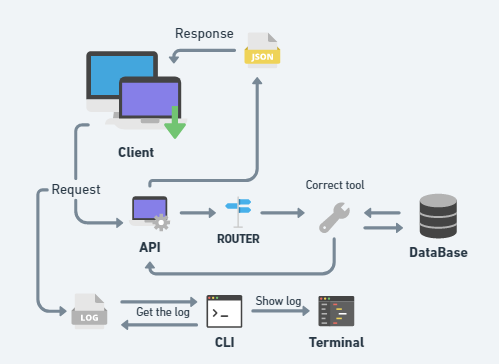 Response
JSON
Client
Request
Correct tool
API
ROUTER
DataBase
LOG
Get the log
>_
Show log
CLI
Terminal